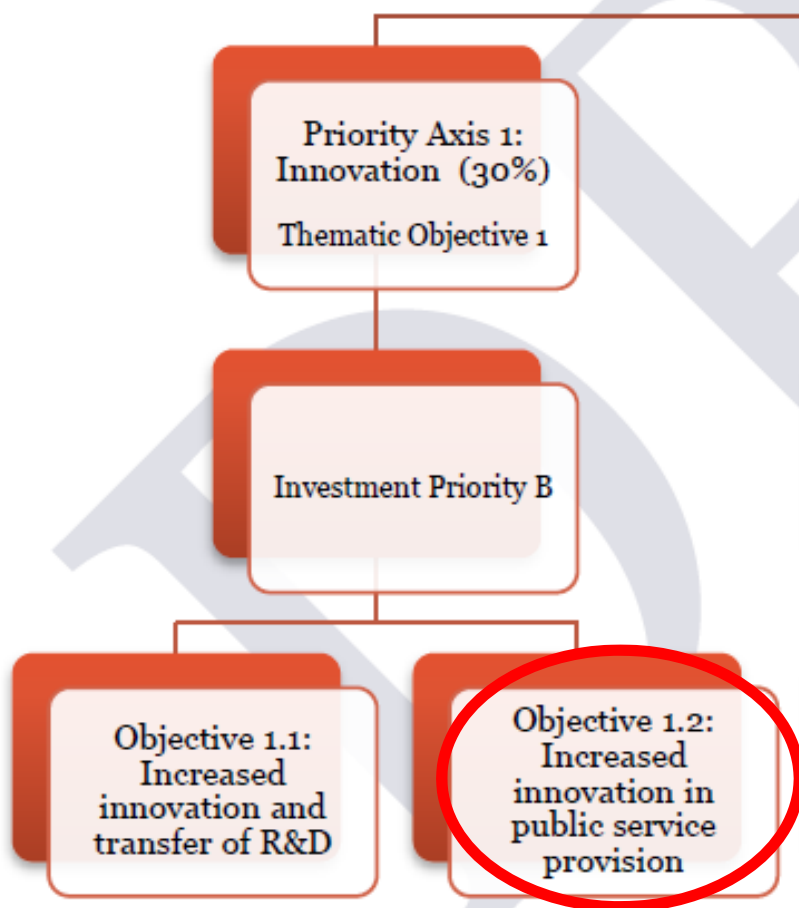 Priority Axis 1:
Innovation (30%)
Thematic Objective 1
Investment Priority B
Objective 1.1:
Increased
innovation and
transfer of R&D
Objective 1.2:
Increased
innovation in
public service
provision